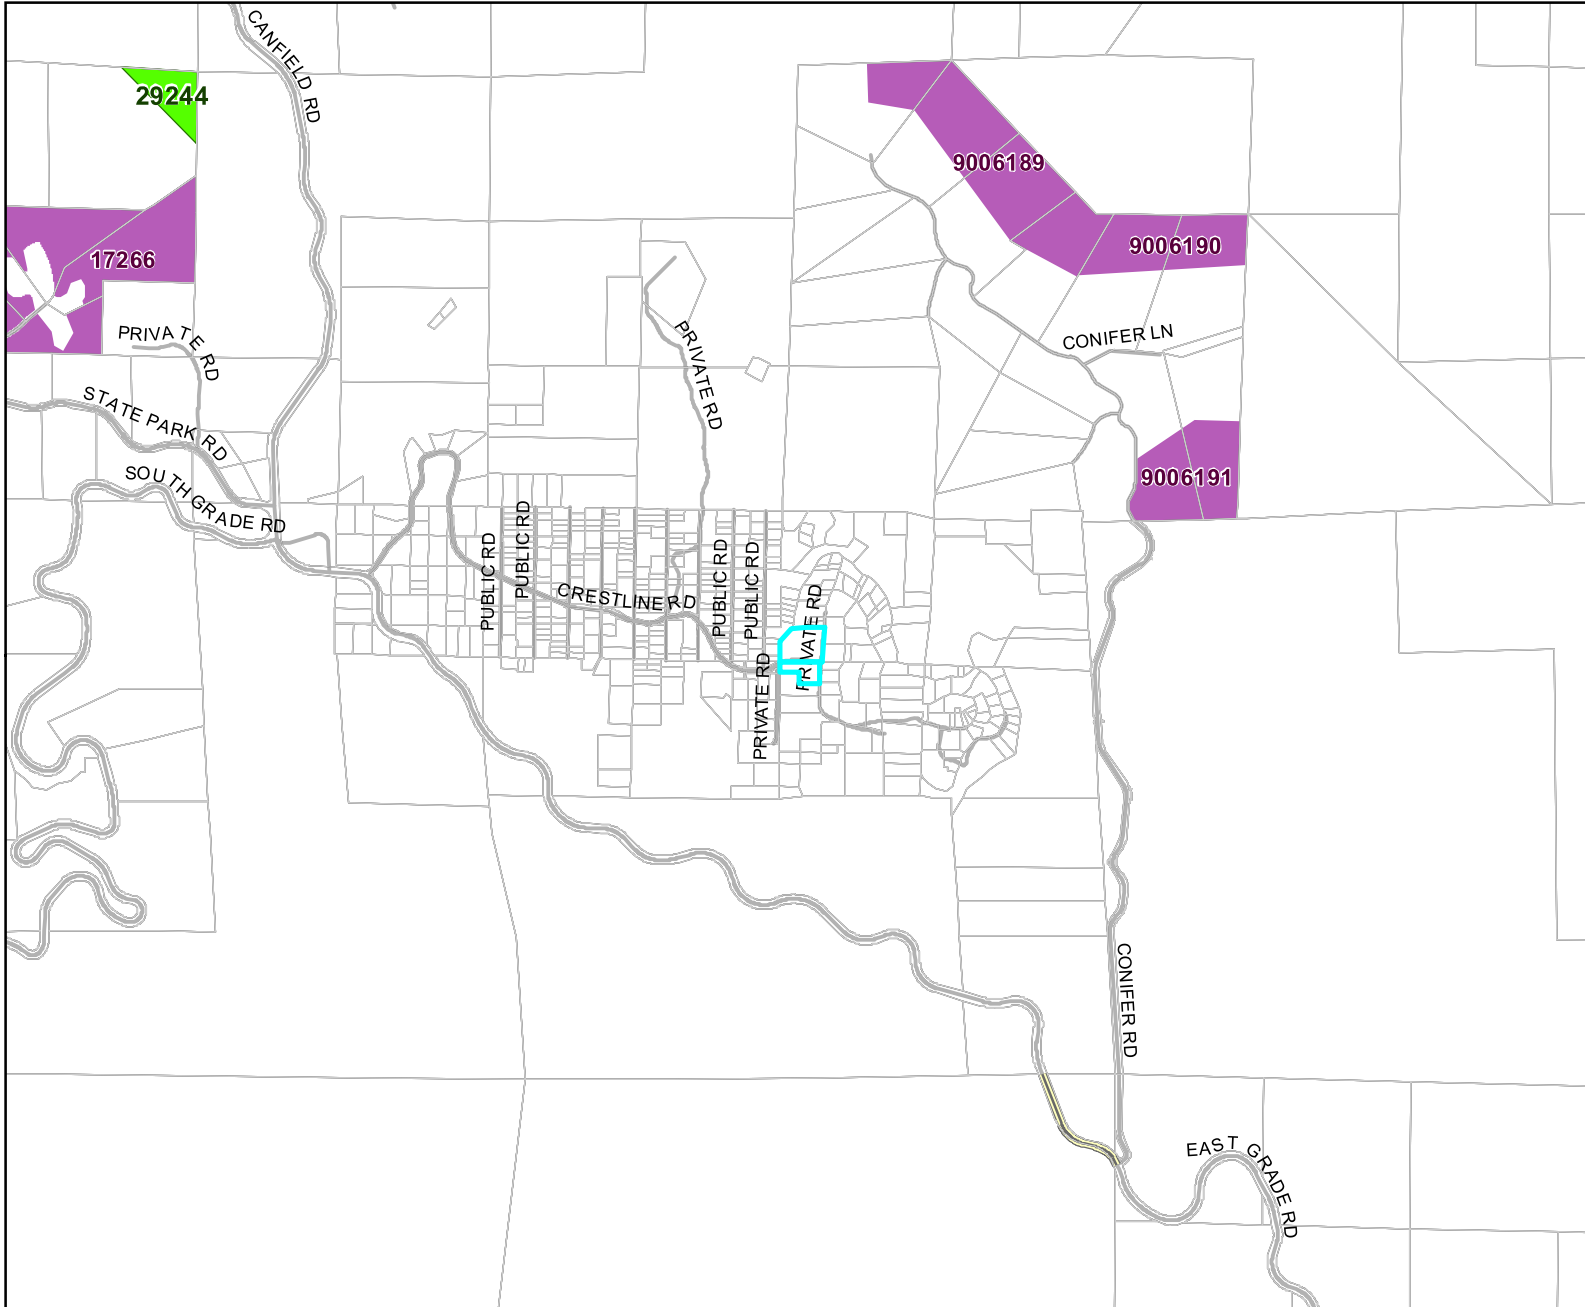 CANFIELD RD
29244
9006189
9006190
17266
PRIVATE RD
PRIVATE RD
CONIFER LN
STATE PARK RD
SOUTH GRADE RD
9006191
PUBLIC RD
PUBLIC RD
PUBLIC RD
PUBLIC RD
CRESTLINE RD
PRIVATE RD
PRIVATE RD
CONIFER RD
EAST GRADE RD